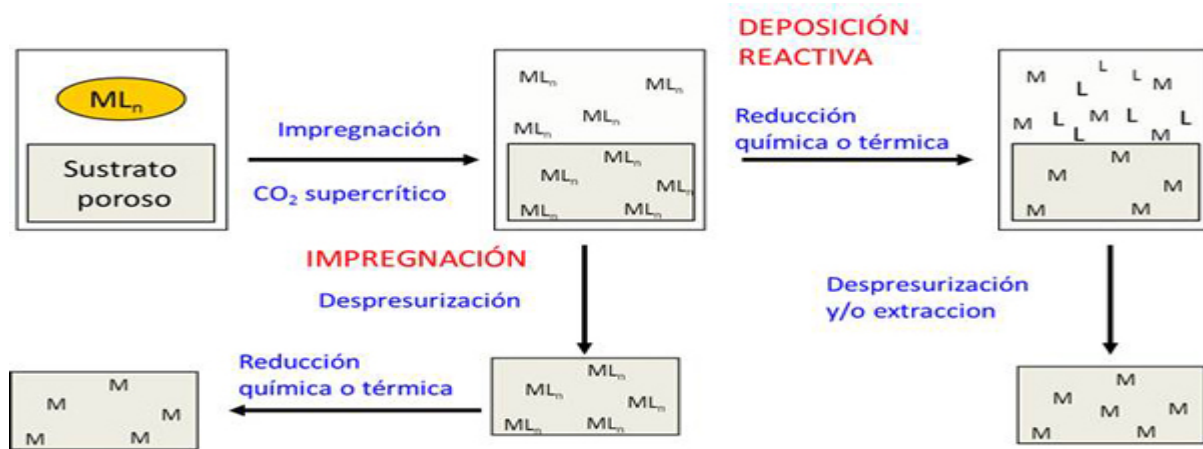 MLn
Sustrato
poroso
Impregnación
CO2 supercrítico
MLn
MLn
MLn
MLn
MLn
MLn
MLn
MLn
MLn
DEPOSICIÓN
REACTIVA
Reducción
química o térmica
M L L M
L
M L M L L
L M
M
M M
M M
IMPREGNACIÓN
Despresurización
Despresurización
y/o extraccion
Reducción
química o térmica
M
M M
M M
MLn
MLn MLn
MLn MLn
M
M M M
M M